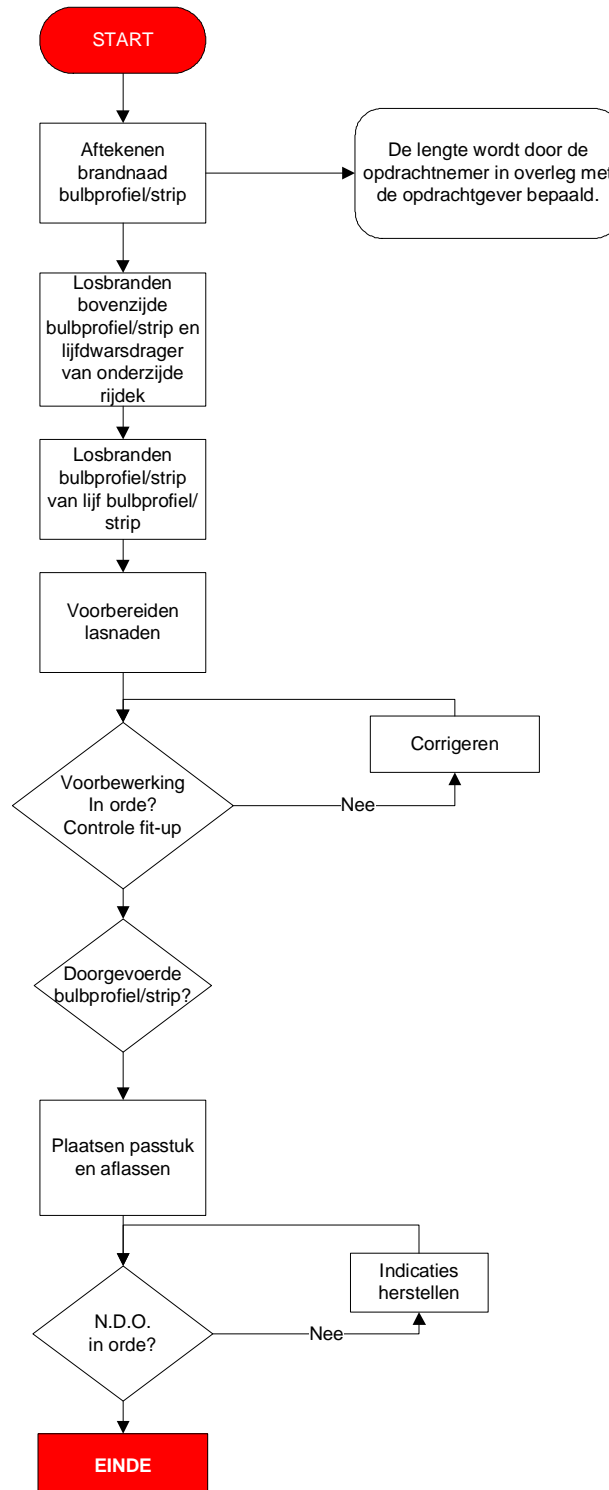 START
Aftekenen
brandnaad
bulbprofiel/strip
De lengte wordt door de
opdrachtnemer in overleg met
de opdrachtgever bepaald.
Losbranden
bovenzijde
bulbprofiel/strip en
lijfdwarsdrager
van onderzijde
rijdek
Losbranden
bulbprofiel/strip
van lijf bulbprofiel/
strip
Voorbereiden
lasnaden
Corrigeren
Voorbewerking
In orde?
Controle fit-up
Nee
Doorgevoerde
bulbprofiel/strip?
Plaatsen passtuk
en aflassen
Indicaties
herstellen
N.D.O.
in orde?
Nee
EINDE